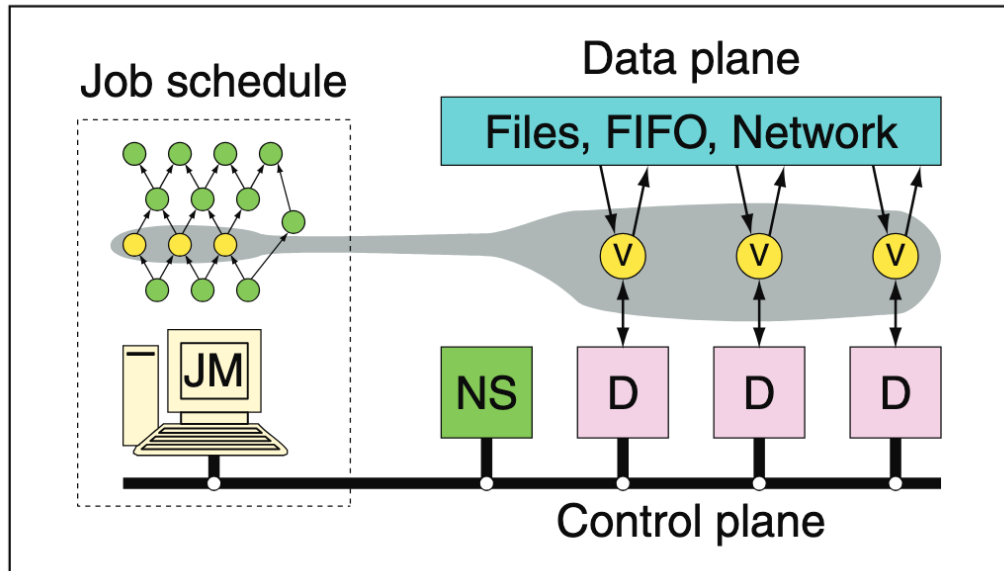 Job schedule
Data plane
Files, FIFO, Network
V V V
JM
NS D D D
Control plane